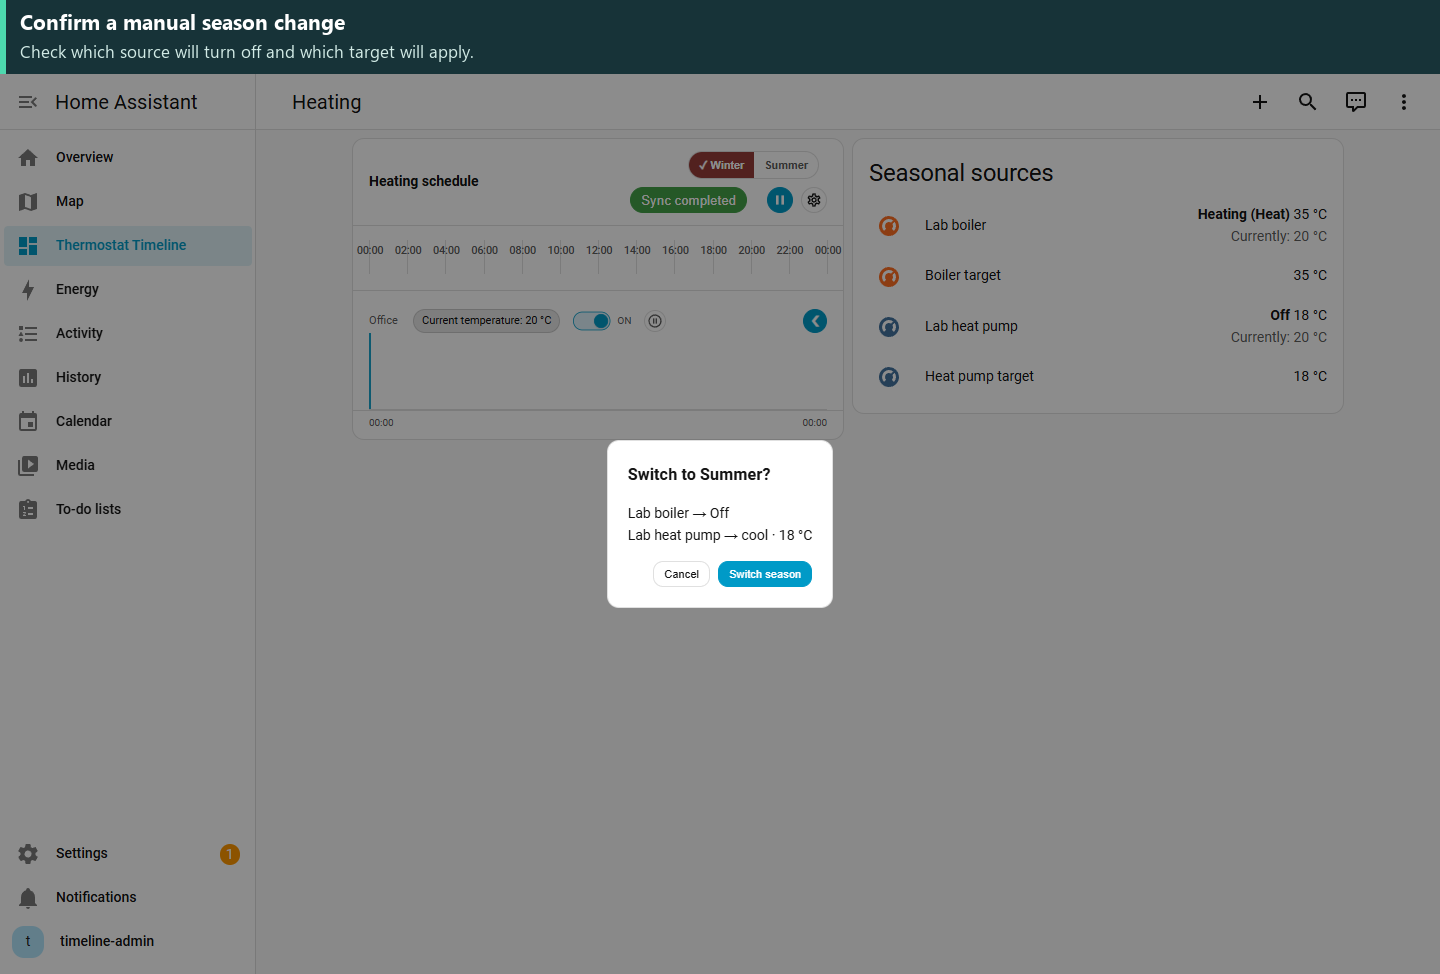 Confirm a manual season change
Check which source will turn off and which target will apply.
Home Assistant
Heating
Overview
Map
Thermostat Timeline
Energy
Activity
History
Calendar
Media
To-do lists
Settings
1
Notifications
t
timeline-admin
Heating schedule
✓ Winter
Summer
Sync completed
00:00 02:00 04:00 06:00 08:00 10:00 12:00 14:00 16:00 18:00 20:00 22:00 00:00
Office
Current temperature: 20 °C
ON
00:00
00:00
Seasonal sources
Lab boiler
Heating (Heat) 35 °C
Currently: 20 °C
Boiler target
35 °C
Lab heat pump
Off 18 °C
Currently: 20 °C
Heat pump target
18 °C
Switch to Summer?
Lab boiler → Off
Lab heat pump → cool · 18 °C
Cancel
Switch season